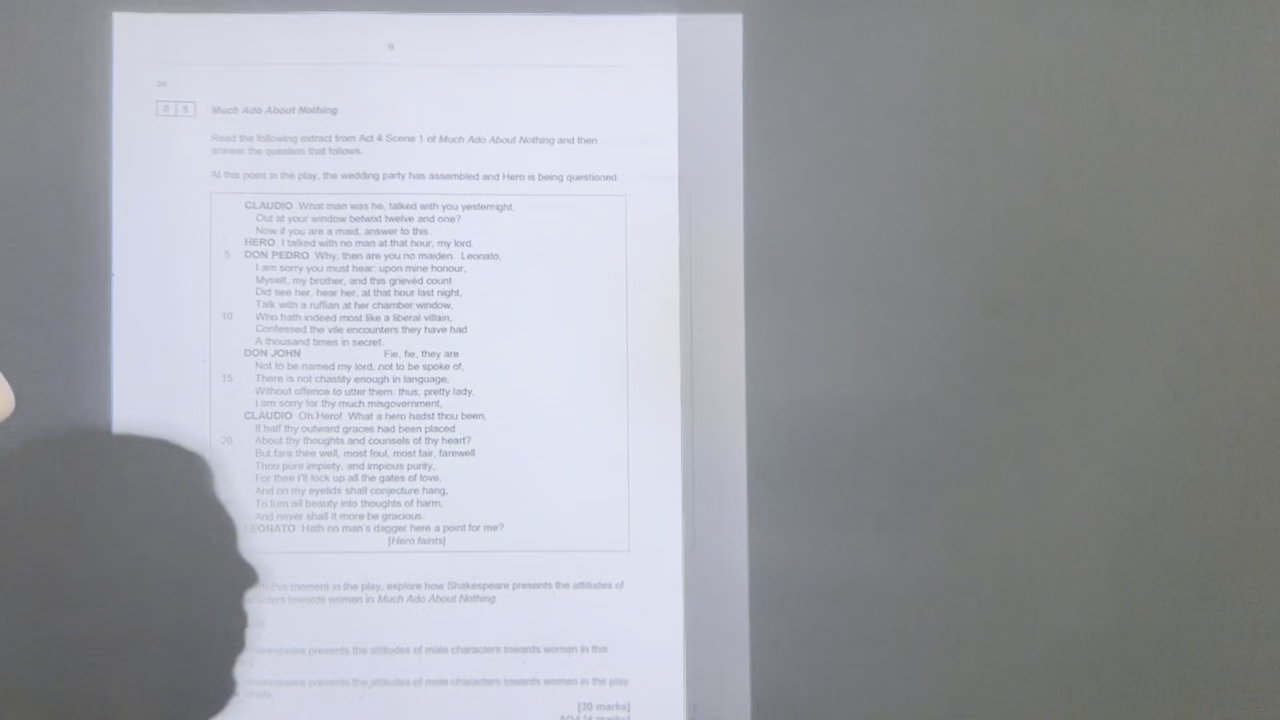 9
OR
0 5 Much Ado About Nothing
Read the following extract from Act 4 Scene 1 of Much Ado About Nothing and then
answer the question that follows.
At this point in the play, the wedding party has assembled and Hero is being questioned.
CLAUDIO What man was he, talked with you yesternight,
Out at your window betwixt twelve and one?
Now if you are a maid, answer to this.
HERO I talked with no man at that hour, my lord.
5 DON PEDRO Why, then are you no maiden. Leonato,
I am sorry you must hear: upon mine honour,
Myself, my brother, and this grievèd count
Did see her, hear her, at that hour last night,
Talk with a ruffian at her chamber window,
10 Who hath indeed most like a liberal villain,
Confessed the vile encounters they have had
A thousand times in secret.
DON JOHN Fie, fie, they are
Not to be named my lord, not to be spoke of,
15 There is not chastity enough in language,
Without offence to utter them: thus, pretty lady,
I am sorry for thy much misgovernment,
CLAUDIO Oh Hero! What a hero hadst thou been,
If half thy outward graces had been placed
20 About thy thoughts and counsels of thy heart?
But fare thee well, most foul, most fair, farewell
Thou pure impiety, and impious purity,
For thee I'll lock up all the gates of love,
And on my eyelids shall conjecture hang,
To turn all beauty into thoughts of harm,
And never shall it more be gracious.
LEONATO Hath no man's dagger here a point for me?
[Hero faints]
this moment in the play, explore how Shakespeare presents the attitudes of
towards women in Much Ado About Nothing.
presents the attitudes of male characters towards women in this
Shakespeare presents the attitudes of male characters towards women in the play
[30 marks]